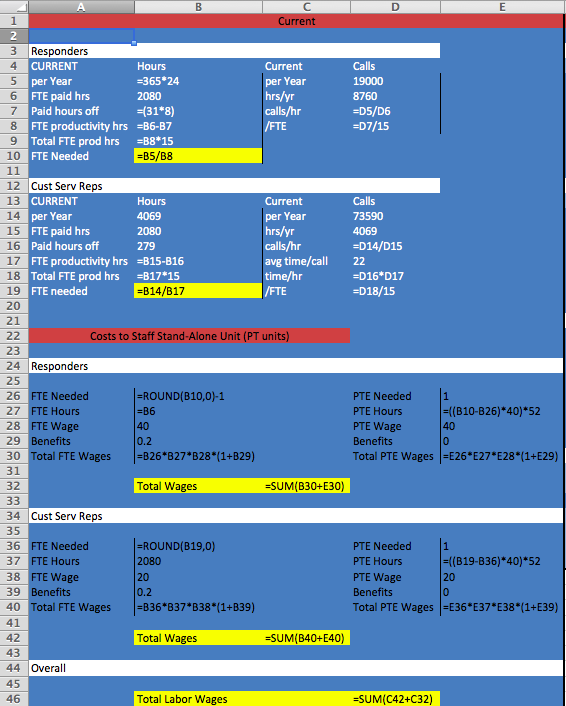 A B C D E
1 Current
2
3 Responders
4 CURRENT Hours Current Calls
5 per Year =365*24 per Year 19000
6 FTE paid hrs 2080 hrs/yr 8760
7 Paid hours off =(31*8) calls/hr =D5/D6
8 FTE productivity hrs =B6-B7 /FTE =D7/15
9 Total FTE prod hrs =B8*15
10 FTE Needed =B5/B8
11
12 Cust Serv Reps
13 CURRENT Hours Current Calls
14 per Year 4069 per Year 73590
15 FTE paid hrs 2080 hrs/yr 4069
16 Paid hours off 279 calls/hr =D14/D15
17 FTE productivity hrs =B15-B16 avg time/call 22
18 Total FTE prod hrs =B17*15 time/hr =D16*D17
19 FTE needed =B14/B17 /FTE =D18/15
20
21
22 Costs to Staff Stand-Alone Unit (PT units)
23
24 Responders
25
26 FTE Needed =ROUND(B10,0)-1 PTE Needed 1
27 FTE Hours =B6 PTE Hours =((B10-B26)*40)*52
28 FTE Wage 40 PTE Wage 40
29 Benefits 0.2 Benefits 0
30 Total FTE Wages =B26*B27*B28*(1+B29) Total PTE Wages =E26*E27*E28*(1+E29)
31
32 Total Wages =SUM(B30+E30)
33
34 Cust Serv Reps
35
36 FTE Needed =ROUND(B19,0) PTE Needed 1
37 FTE Hours 2080 PTE Hours =((B19-B36)*40)*52
38 FTE Wage 20 PTE Wage 20
39 Benefits 0.2 Benefits 0
40 Total FTE Wages =B36*B37*B38*(1+B39) Total PTE Wages =E36*E37*E38*(1+E39)
41
42 Total Wages =SUM(B40+E40)
43
44 Overall
45
46 Total Labor Wages =SUM(C42+C32)